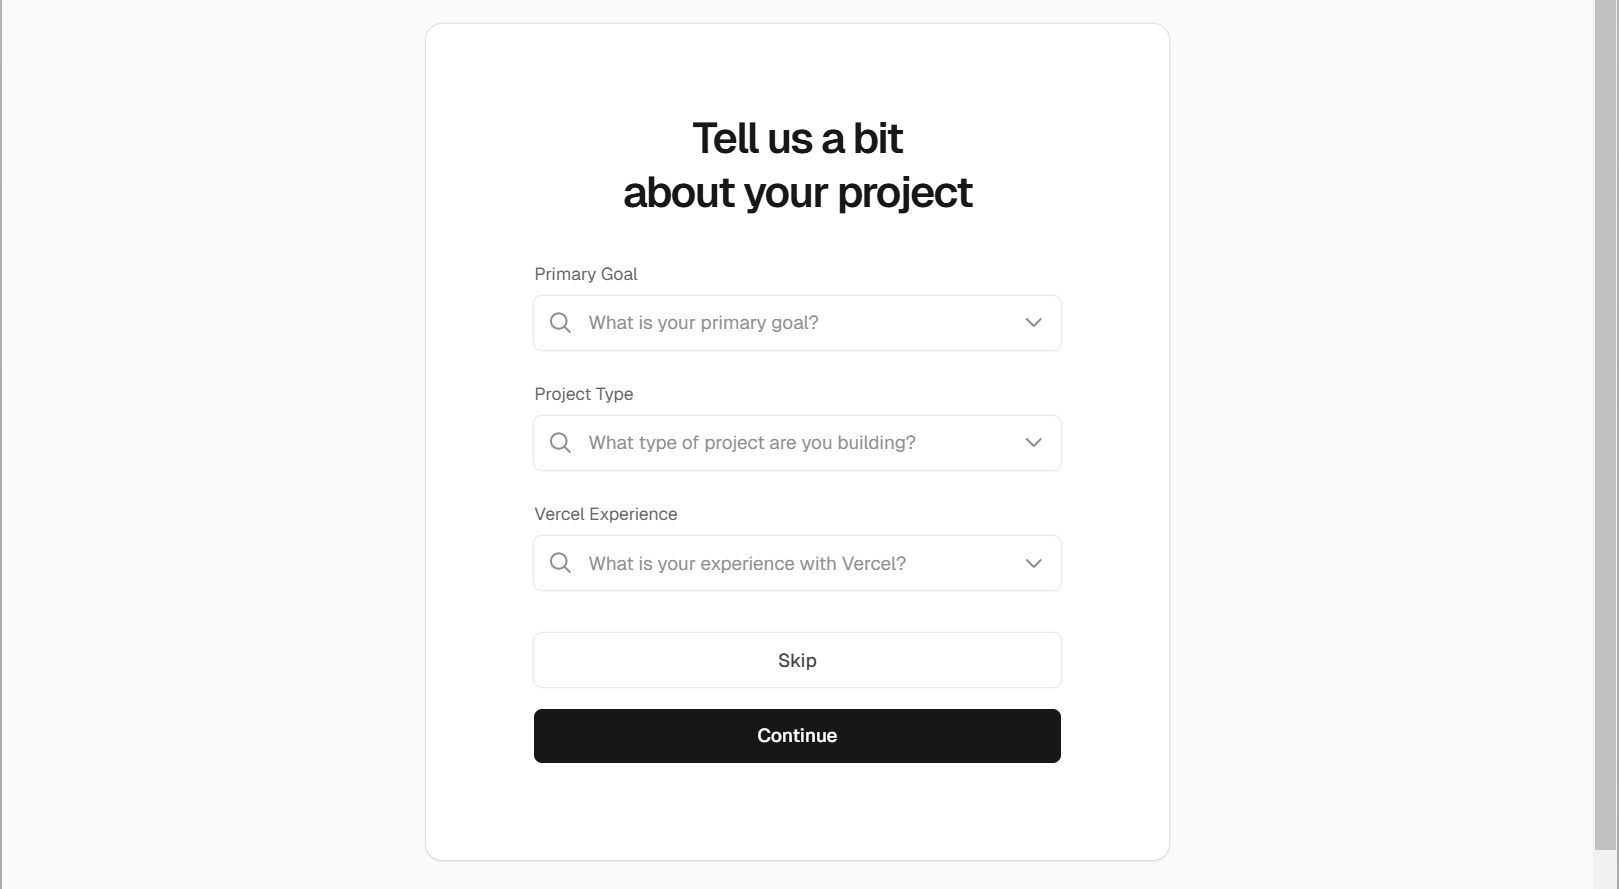 Tell us a bit
about your project
Primary Goal
What is your primary goal?
Project Type
What type of project are you building?
Vercel Experience
What is your experience with Vercel?
Skip
Continue